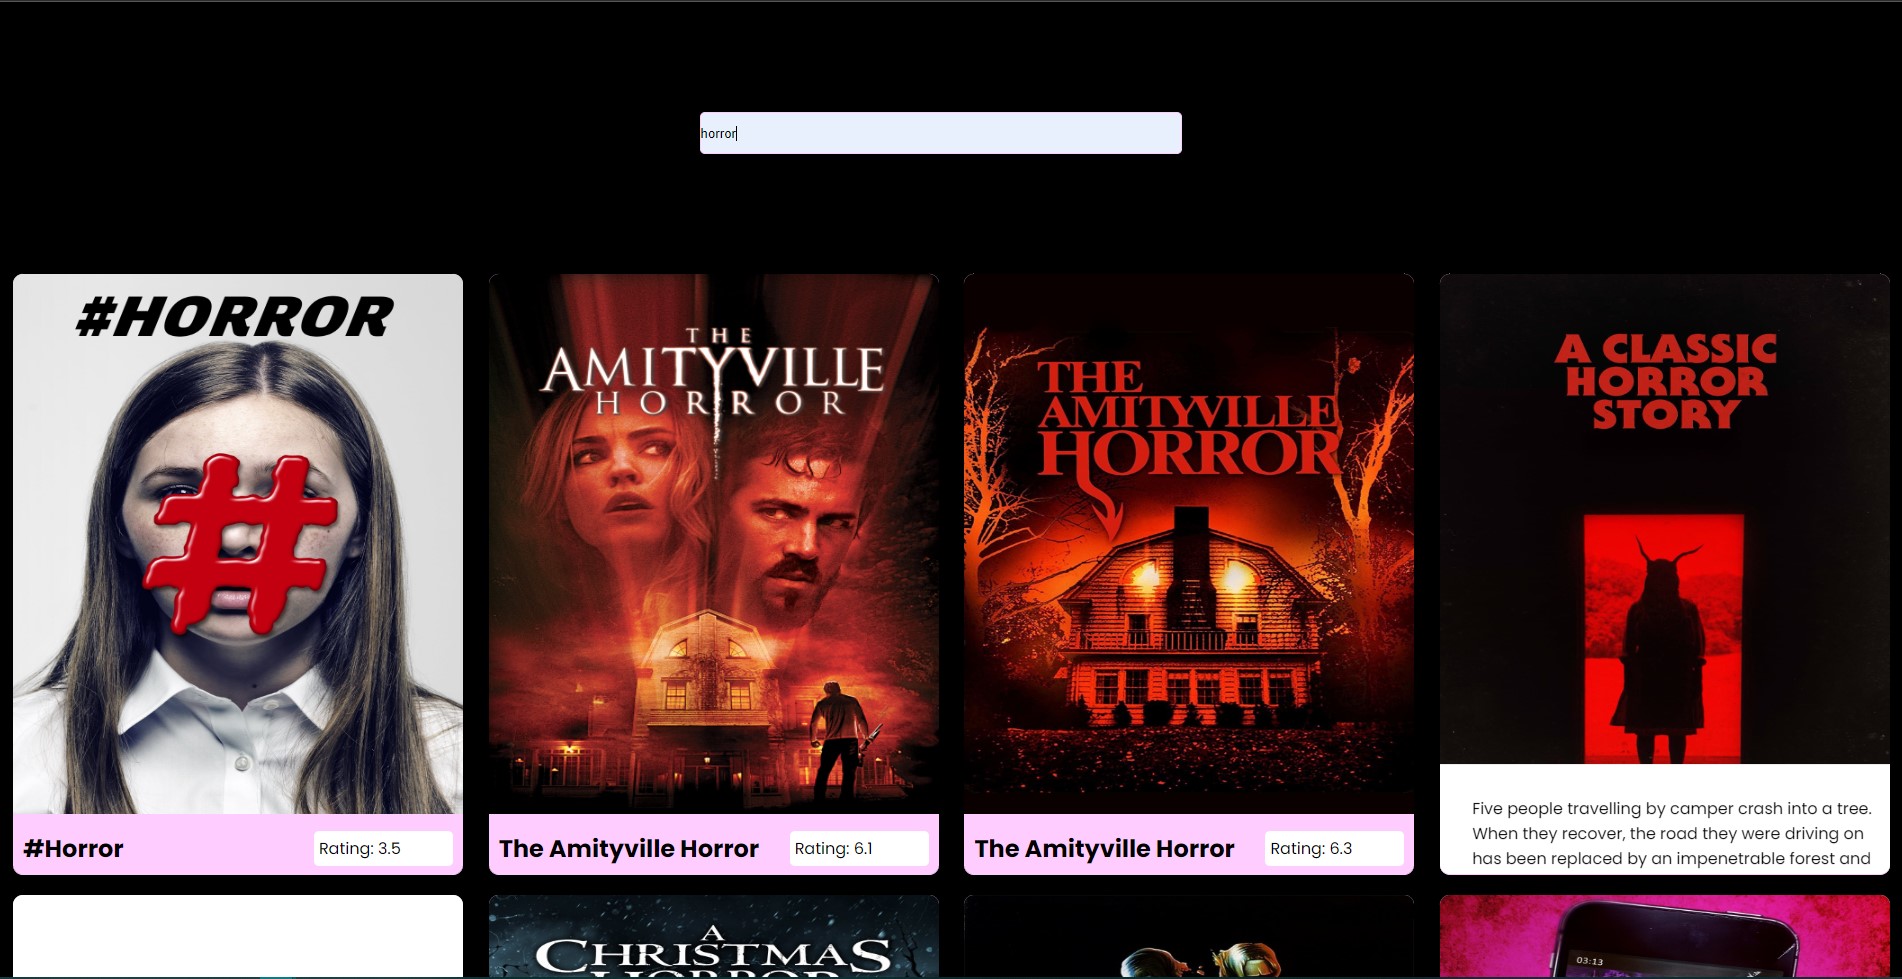 horror
#HORROR
#
#Horror
Rating: 3.5
THE
AMITYVILLE
HORROR
The Amityville Horror
Rating: 6.1
THE
AMITYVILLE
HORROR
The Amityville Horror
Rating: 6.3
A CLASSIC
HORROR
STORY
Five people travelling by camper crash into a tree.
When they recover, the road they were driving on
has been replaced by an impenetrable forest and
A
CHRISTMAS
HORROR
03:13